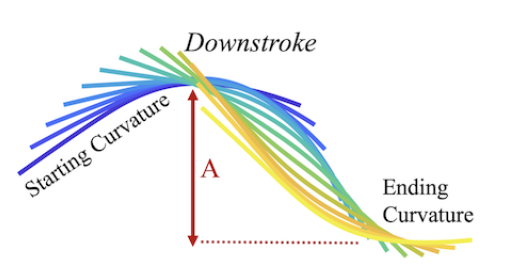 Downstroke
Starting Curvature
A
Ending
Curvature